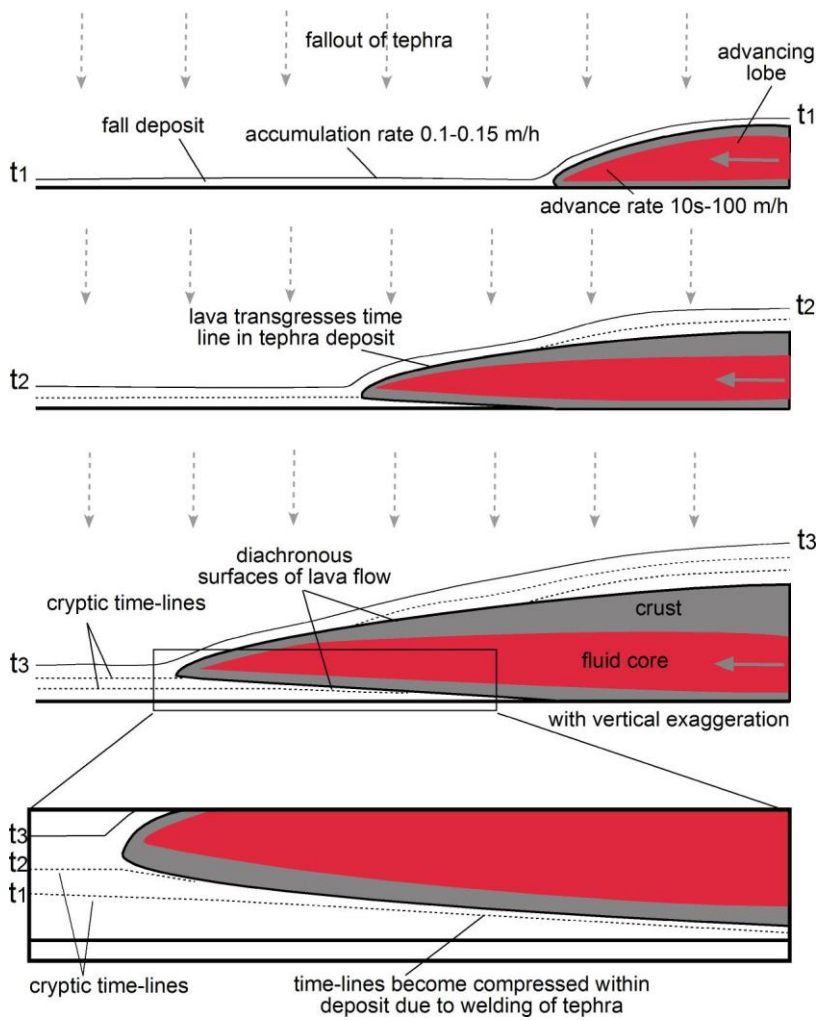 fallout of tephra
advancing
lobe
fall deposit
accumulation rate 0.1-0.15 m/h
t1
t1
advance rate 10s-100 m/h
t2
lava transgresses time
line in tephra deposit
t2
t3
diachronous
surfaces of lava flow
cryptic time-lines
crust
t3
fluid core
with vertical exaggeration
t3
t2
t1
cryptic time-lines
time-lines become compressed within
deposit due to welding of tephra